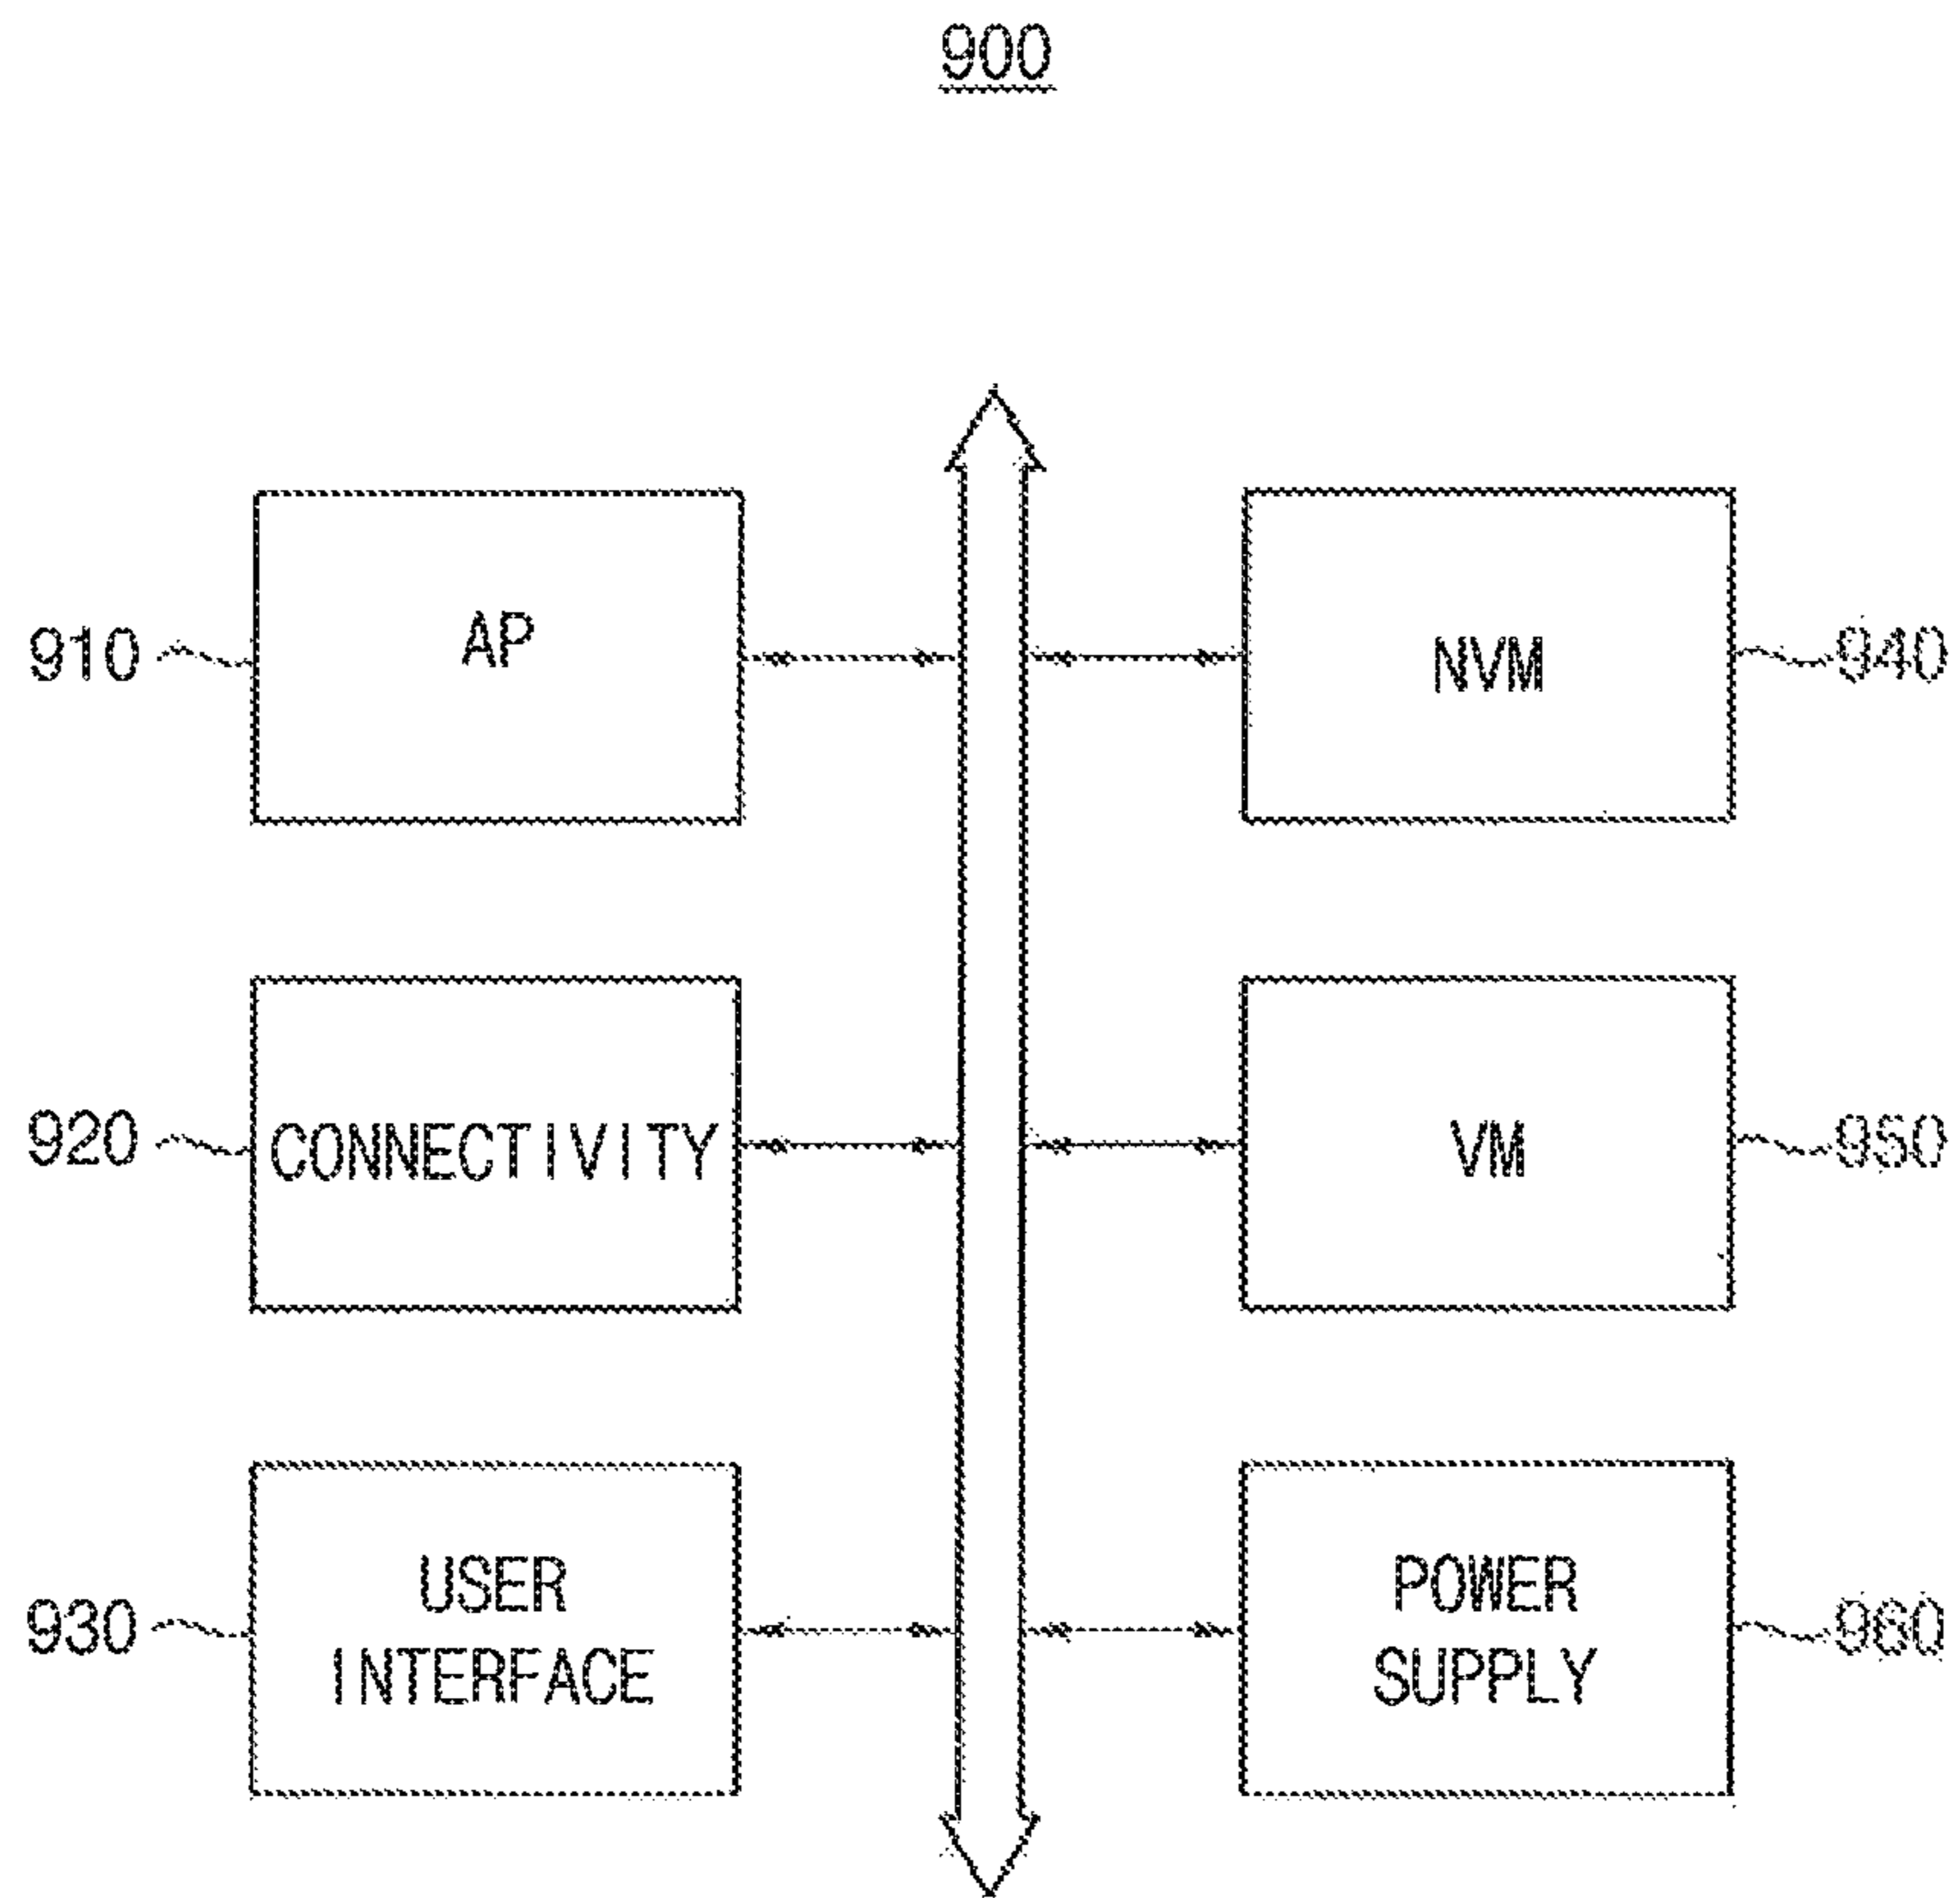 900
910
AP
NVM
940
920
CONNECTIVITY
VM
950
930
USER
INTERFACE
POWER
SUPPLY
960